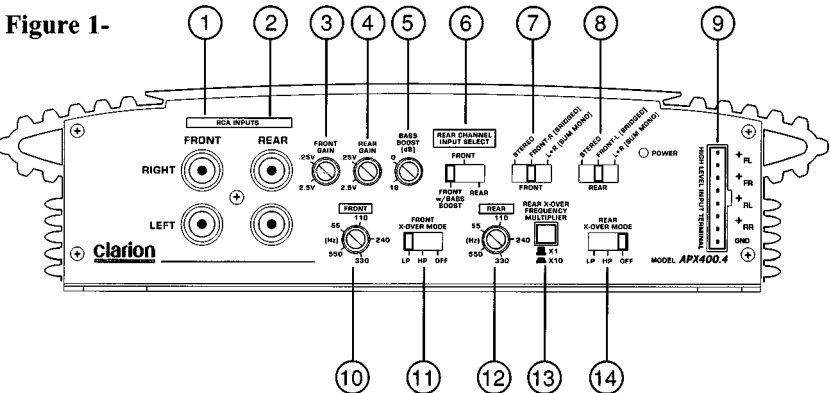 Figure 1-
1 2 3 4 5 6 7 8 9
RCA INPUTS
FRONT REAR
RIGHT
LEFT
FRONT GAIN
.25V
2.5V
REAR GAIN
.25V
2.5V
BASS BOOST [dB]
0
18
REAR CHANNEL INPUT SELECT
FRONT
FRONT w/BASS BOOST
REAR
STEREO
FRONT-R [BRIDGED]
L+R [SUM MONO]
FRONT
STEREO
FRONT-L [BRIDGED]
L+R [SUM MONO]
REAR
POWER
HIGH LEVEL INPUT TERMINAL
+ FL
+ FR
+ RL
+ RR
GND
clarion
FRONT
110
55
(Hz)
240
550
330
FRONT X-OVER MODE
LP HP OFF
REAR
110
55
(Hz)
240
550
330
REAR X-OVER FREQUENCY MULTIPLIER
X1
X10
REAR X-OVER MODE
LP HP OFF
MODEL APX400.4
10 11 12 13 14